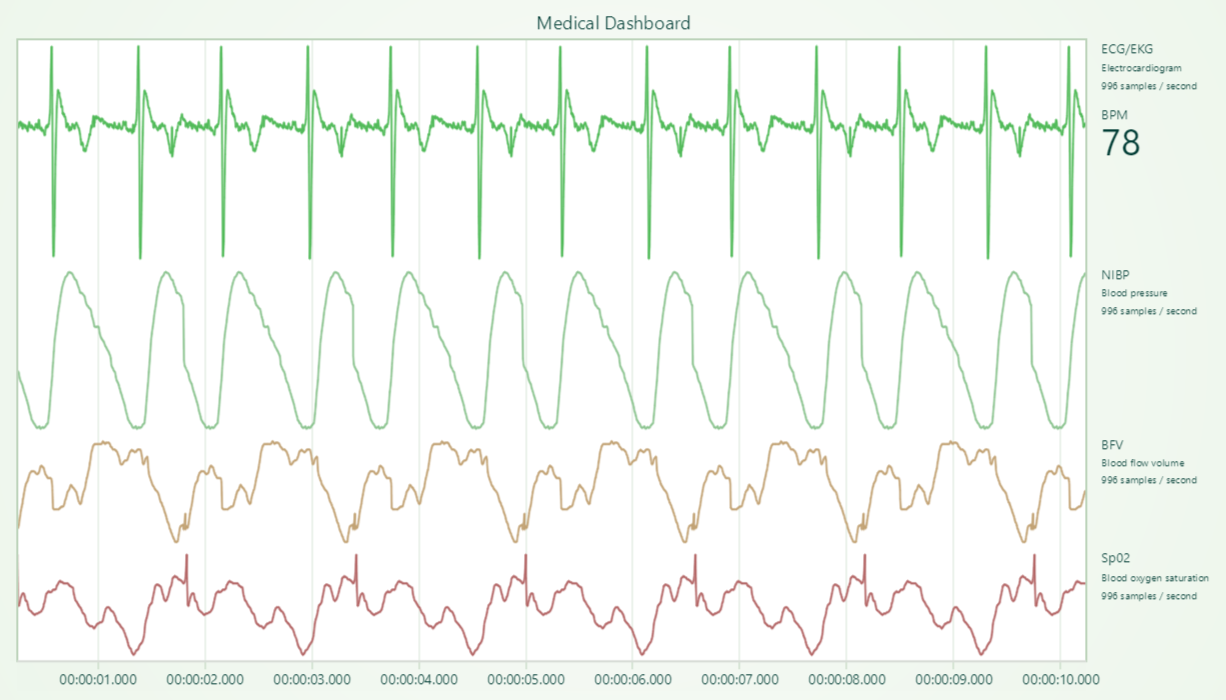 Medical Dashboard
ECG/EKG
Electrocardiogram
996 samples / second
BPM
78
NIBP
Blood pressure
996 samples / second
BFV
Blood flow volume
996 samples / second
Sp02
Blood oxygen saturation
996 samples / second
00:00:01.000 00:00:02.000 00:00:03.000 00:00:04.000 00:00:05.000 00:00:06.000 00:00:07.000 00:00:08.000 00:00:09.000 00:00:10.000